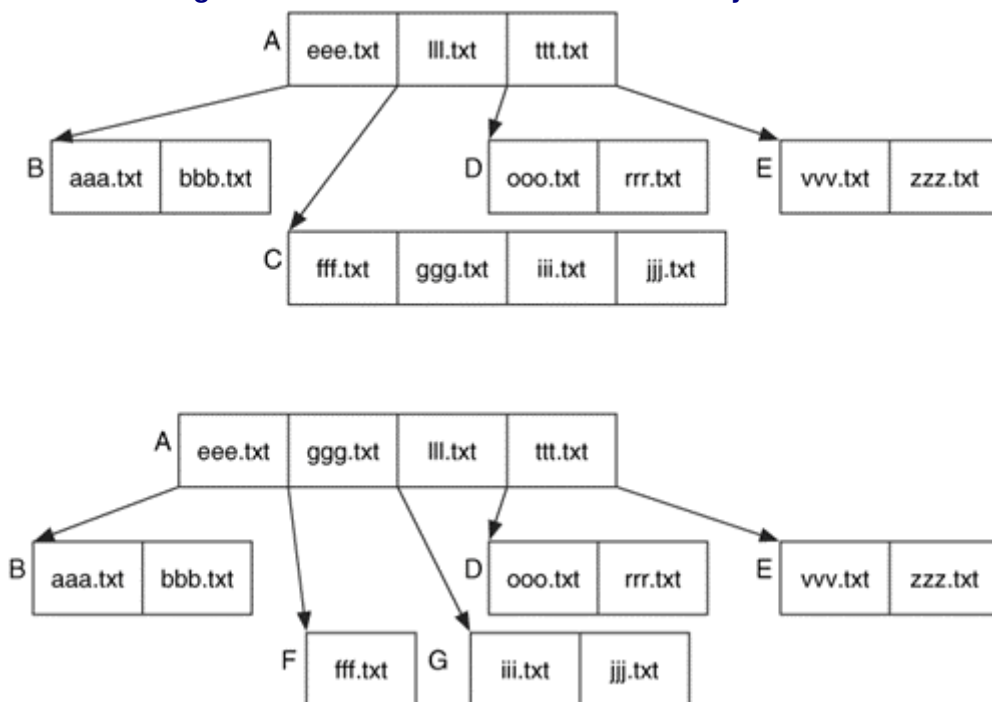 A eee.txt lll.txt ttt.txt
B aaa.txt bbb.txt D ooo.txt rrr.txt E vvv.txt zzz.txt
C fff.txt ggg.txt iii.txt jjj.txt
A eee.txt ggg.txt lll.txt ttt.txt
B aaa.txt bbb.txt D ooo.txt rrr.txt E vvv.txt zzz.txt
F fff.txt G iii.txt jjj.txt